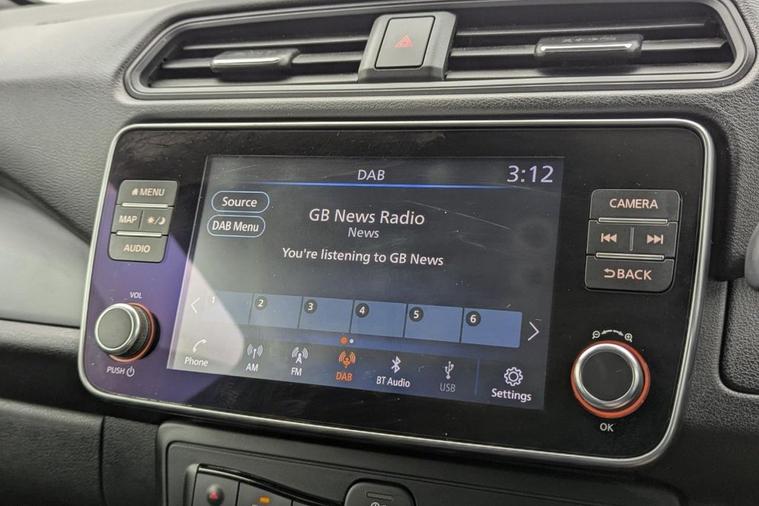 DAB
3:12
Source
GB News Radio
News
DAB Menu
You're listening to GB News
1
2
3
4
5
6
Phone
AM
FM
DAB
BT Audio
USB
Settings
MENU
MAP
AUDIO
VOL
PUSH
CAMERA
BACK
OK